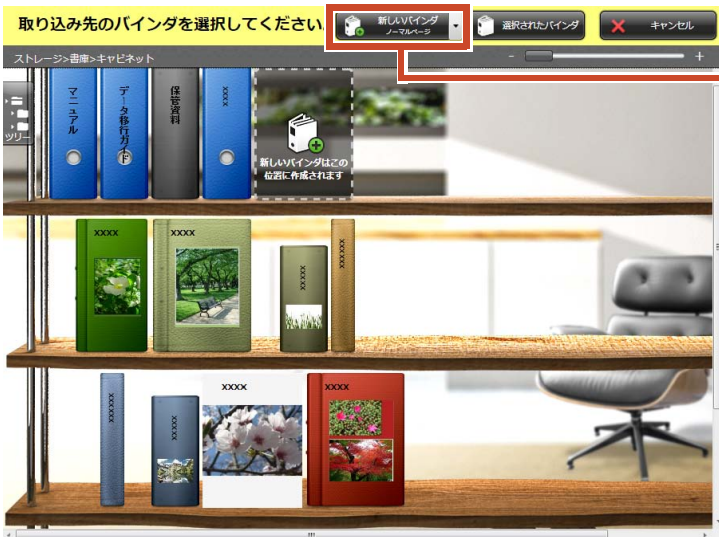 取り込み先のバインダを選択してください.
新しいバインダ
ノーマルページ
選択されたバインダ
キャンセル
ストレージ>書庫>キャビネット
ツリー
マニュアル
データ移行ガイド
保管資料
xxxx
新しいバインダはこの
位置に作成されます
XXXX
XXXX
XXXXX
XXXXXX
XXXXXX
XXXXX
XXXX
XXXX